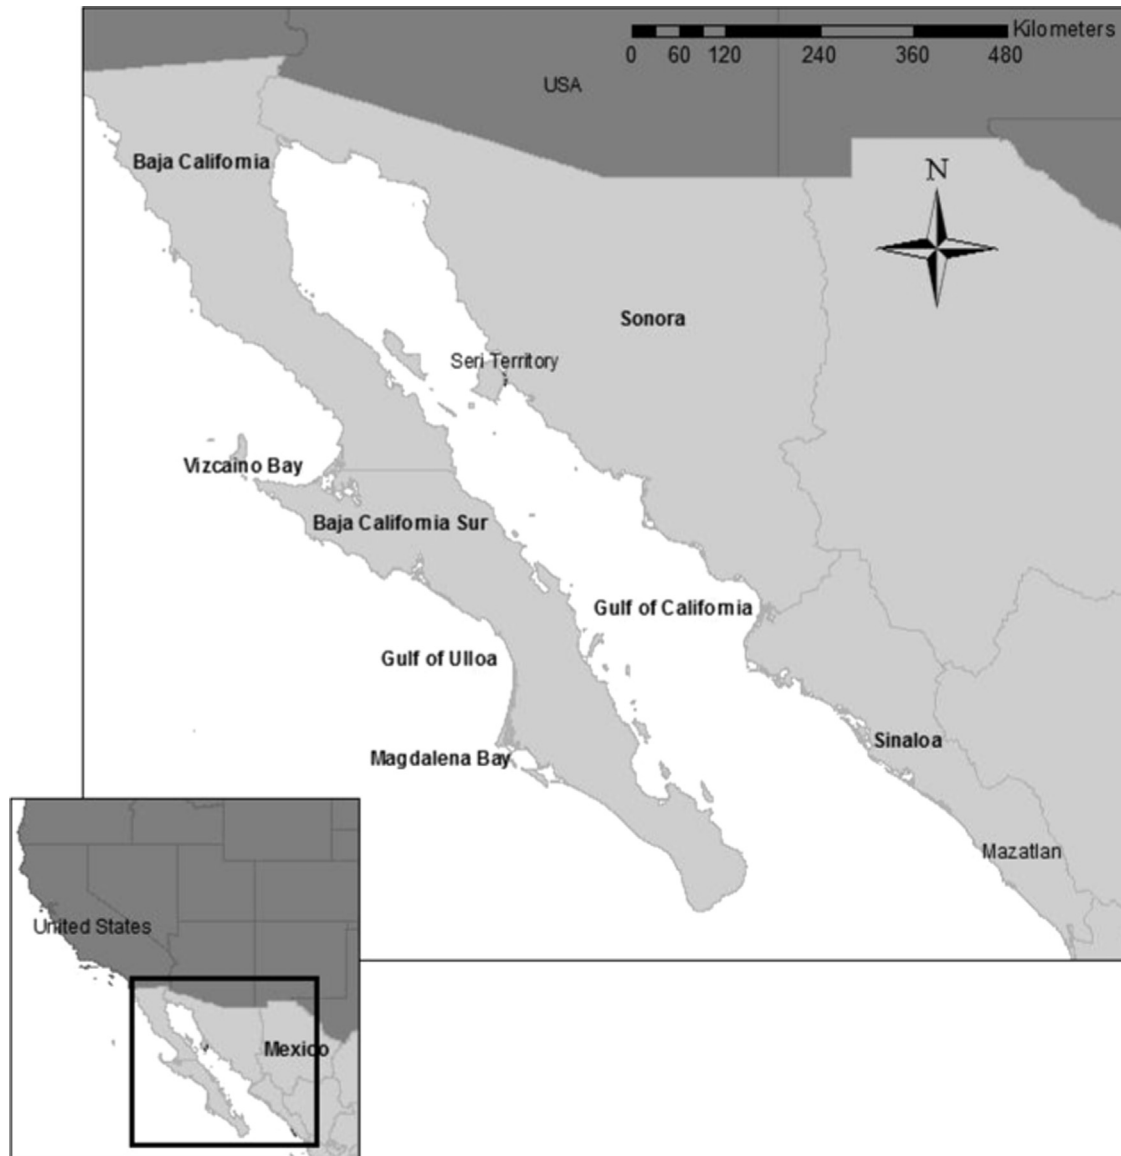 Kilometers
0 60 120 240 360 480
USA
Baja California
N
Sonora
Seri Territory
Vizcaino Bay
Baja California Sur
Gulf of California
Gulf of Ulloa
Sinaloa
Magdalena Bay
Mazatlan
United States
Mexico